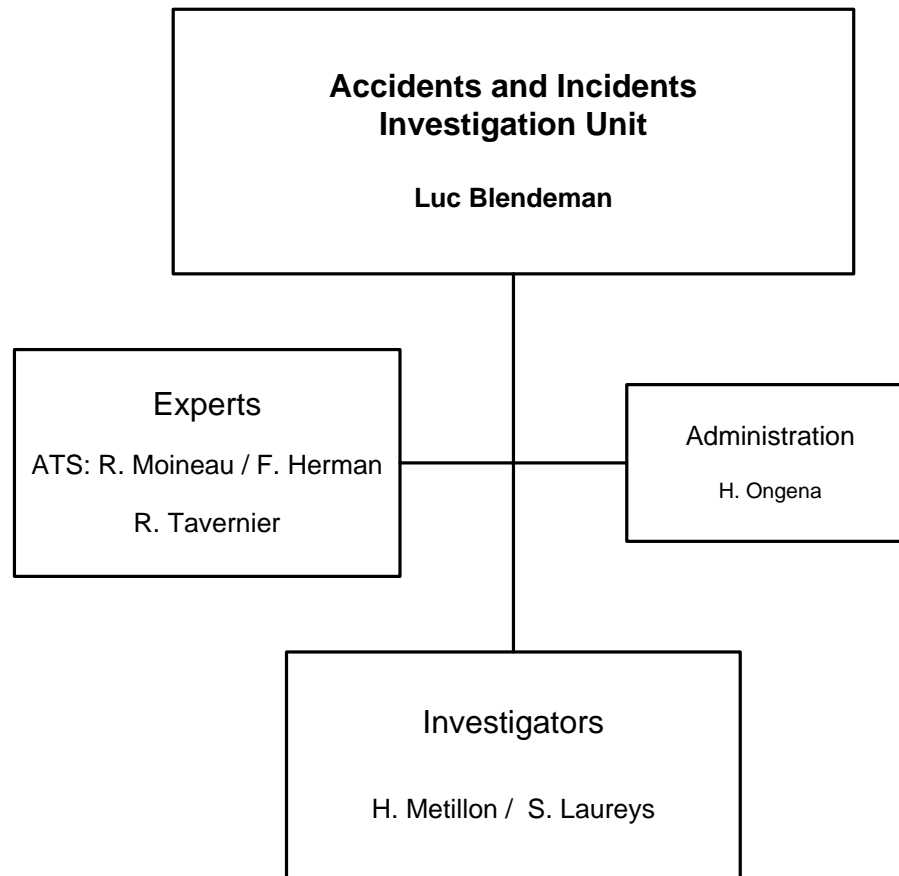 Accidents and Incidents
Investigation Unit
Luc Blendeman
Experts
ATS: R. Moineau / F. Herman
R. Tavernier
Administration
H. Ongena
Investigators
H. Metillon / S. Laureys